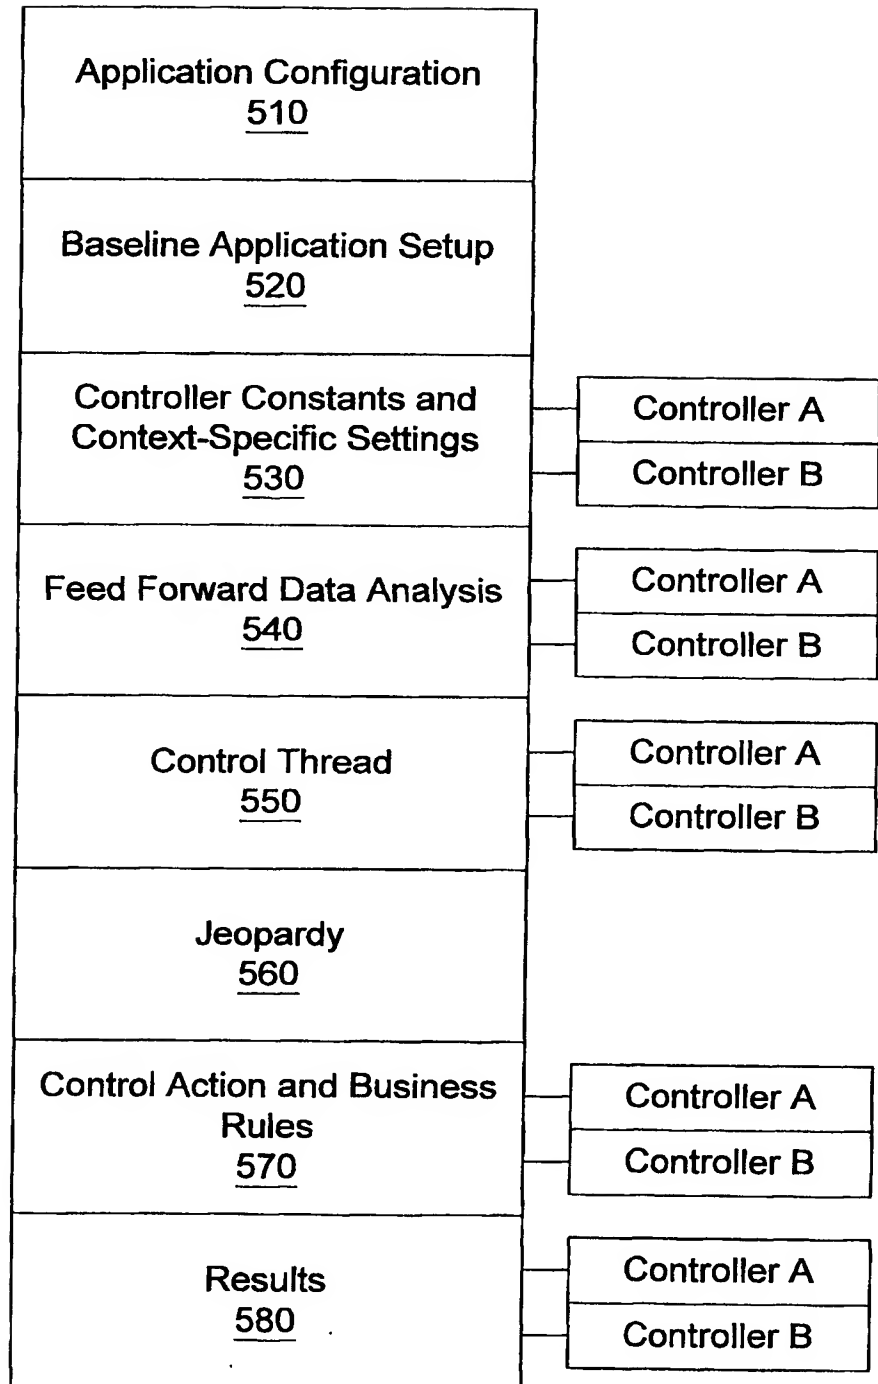 Application Configuration
510
Baseline Application Setup
520
Controller Constants and
Context-Specific Settings
530
Controller A
Controller B
Feed Forward Data Analysis
540
Controller A
Controller B
Control Thread
550
Controller A
Controller B
Jeopardy
560
Control Action and Business
Rules
570
Controller A
Controller B
Results
580
Controller A
Controller B